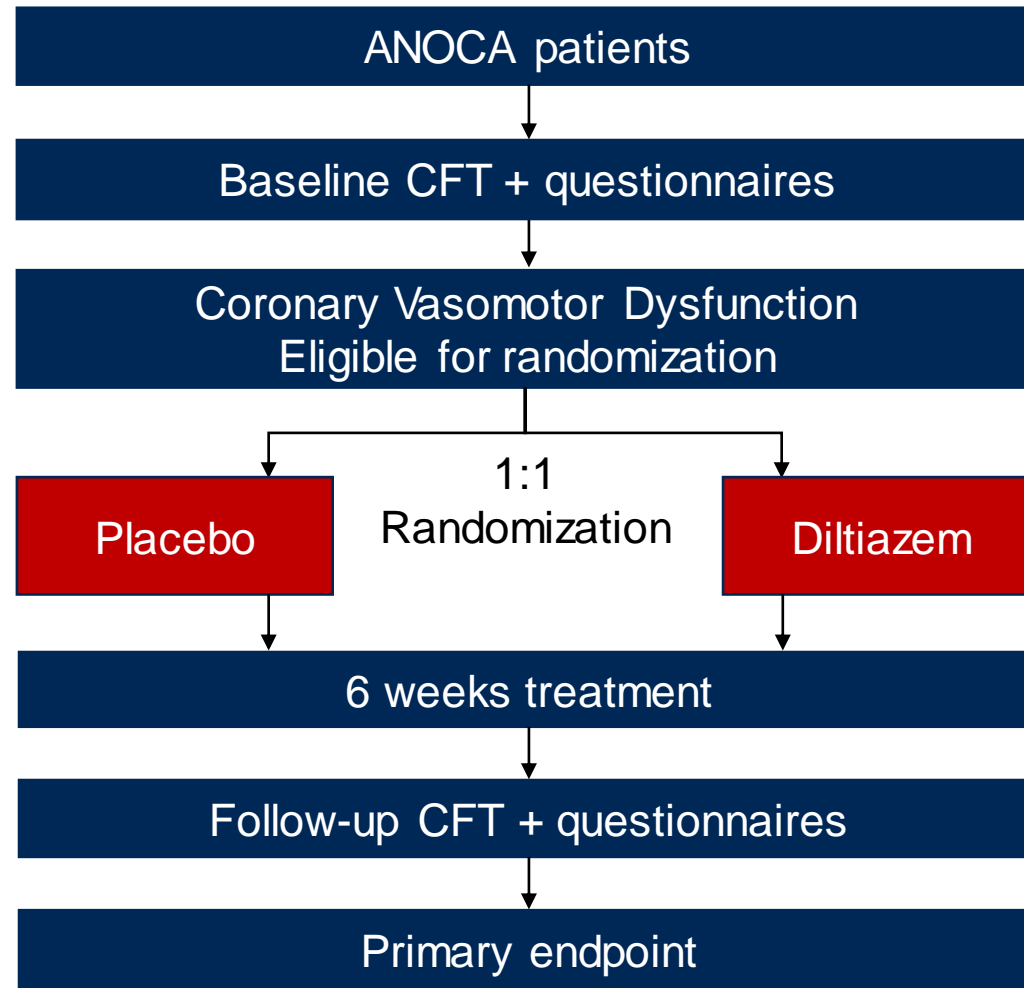 ANOCA patients
Baseline CFT + questionnaires
Coronary Vasomotor Dysfunction
Eligible for randomization
1:1
Randomization
Placebo
Diltiazem
6 weeks treatment
Follow-up CFT + questionnaires
Primary endpoint